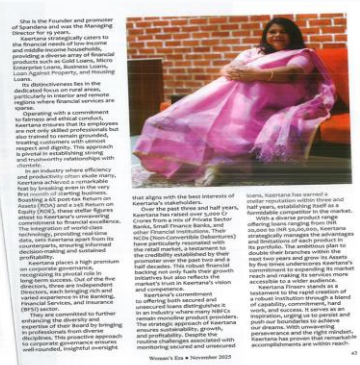 She is the Founder and promoter
of Spandana and was the Managing
Director for 19 years.
Keertana strategically caters to
the financial needs of low-income
and middle-income households,
providing a diverse array of financial
products such as Gold Loans, Micro
Enterprise Loans, Business Loans,
Loan Against Property, and Housing
Loans.
Its distinctiveness lies in the
dedicated focus on rural areas,
particularly in interior and remote
regions where financial services are
sparse.
Operating with a commitment
to fairness and ethical conduct,
Keertana ensures that its employees
are not only skilled professionals but
also trained to remain grounded,
treating customers with utmost
respect and dignity. This approach
is pivotal in establishing strong
and trustworthy relationships with
clientele.
In an industry where efficiency
and productivity often elude many,
Keertana achieved a remarkable
feat by breaking even in the very
first month of starting business.
Boasting a 6% post-tax Return on
Assets (ROA) and a 24% Return on
Equity (ROE), these stellar figures
attest to Keertana's unwavering
commitment to financial excellence.
The integration of world-class
technology, providing real-time
data, sets Keertana apart from its
counterparts, ensuring informed
decision-making and sustained
profitability.
Keertana places a high premium
on corporate governance,
recognising its pivotal role in
long-term success. Out of the five
directors, three are Independent
Directors, each bringing rich and
varied experience in the Banking,
Financial Services, and Insurance
(BFSI) sector.
They are committed to further
enhancing the diversity and
expertise of their Board by bringing
in professionals from diverse
disciplines. This proactive approach
to corporate governance ensures
well-rounded, insightful oversight
that aligns with the best interests of
Keertana's stakeholders.
Over the past three and half years,
Keertana has raised over 5,000
Crores from a mix of Private Sector
Banks, Small Finance Banks, and
other Financial Institutions. Their
NCDs (Non-Convertible Debentures)
have particularly resonated with
the retail market, a testament to
the credibility established by their
promoter over the past two and a
half decades. This robust financial
backing not only fuels their growth
initiatives but also reflects the
market's trust in Keertana's vision
and competence.
Keertana's commitment
to offering both secured and
unsecured loans distinguishes it
in an industry where many NBFCs
remain monoline product providers.
The strategic approach of Keertana
ensures sustainability, growth,
and profitability. Despite the
routine challenges associated with
monitoring secured and unsecured
loans, Keertana has earned a
stellar reputation within three and
half years, establishing itself as a
formidable competitor in the market.
With a diverse product range
offering loans ranging from INR
to INR 50,00,000, Keertana
strategically manages the advantages
and limitations of each product in
its portfolio. The ambitious plan to
double their branches within the
next two years and grow its Assets
by five times underscores Keertana's
commitment to expanding its market
reach and making its services more
accessible to a wider audience.
Keertana Finserv stands as a
testament to the rapid creation of
a robust institution through a blend
of capability, commitment, hard
work, and success. It serves as an
inspiration, urging us to persist and
push our boundaries to achieve
our dreams. With unwavering
perseverance and the right mindset,
Keertana has proven that remarkable
accomplishments are within reach.
Woman's Era • November 2025